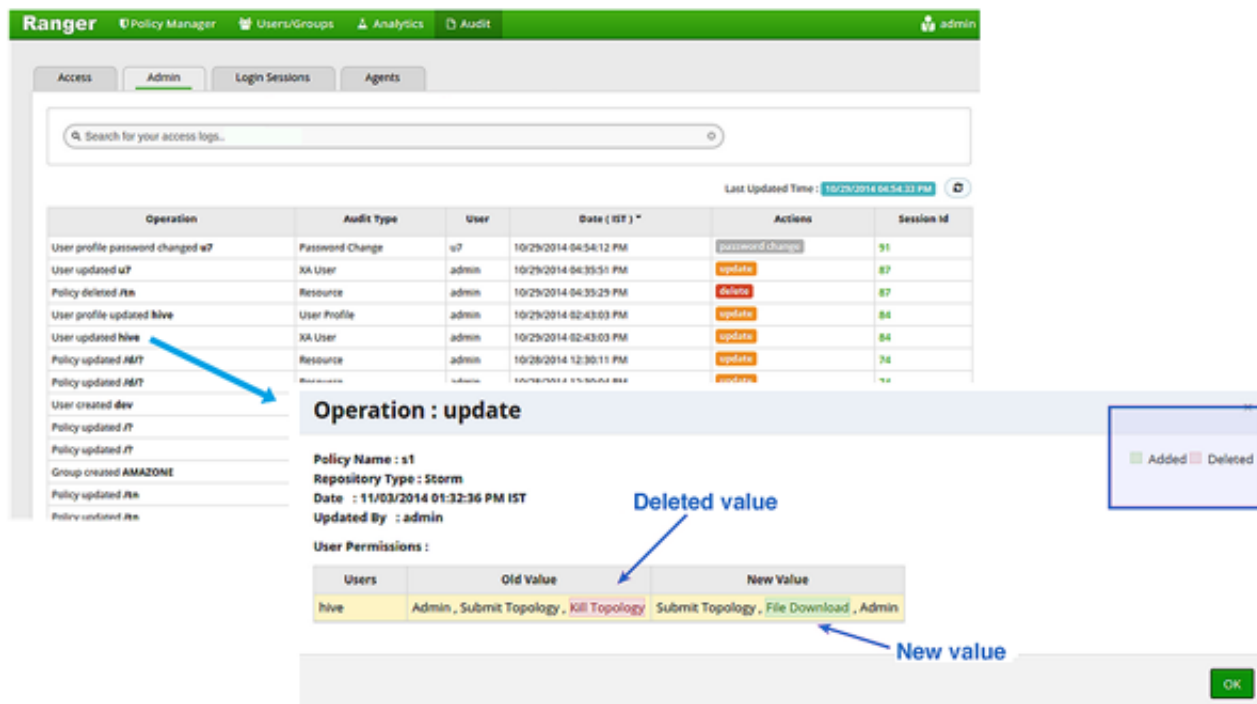 Ranger Policy Manager Users/Groups Analytics Audit admin
Access Admin Login Sessions Agents
Search for your access logs..
Last Updated Time : 10/29/2014 04:54:33 PM
Operation Audit Type User Date ( IST ) Actions Session Id
User profile password changed u7 Password Change u7 10/29/2014 04:54:12 PM password change 91
User updated u7 XA User admin 10/29/2014 04:35:51 PM update 87
Policy deleted /tn Resource admin 10/29/2014 04:35:29 PM delete 87
User profile updated hive User Profile admin 10/29/2014 02:43:03 PM update 84
User updated hive XA User admin 10/29/2014 02:43:03 PM update 84
Policy updated Resource admin 10/28/2014 12:30:11 PM update 74
Policy updated Resource admin update 74
User created dev
Policy updated /?
Policy updated /?
Group created AMAZONE
Policy updated /tn
Policy updated /tn
Operation : update
Added Deleted
Policy Name : s1
Repository Type : Storm
Date : 11/03/2014 01:32:36 PM IST
Updated By : admin
Deleted value
User Permissions :
Users Old Value New Value
hive Admin , Submit Topology , Kill Topology Submit Topology , File Download , Admin
New value
OK